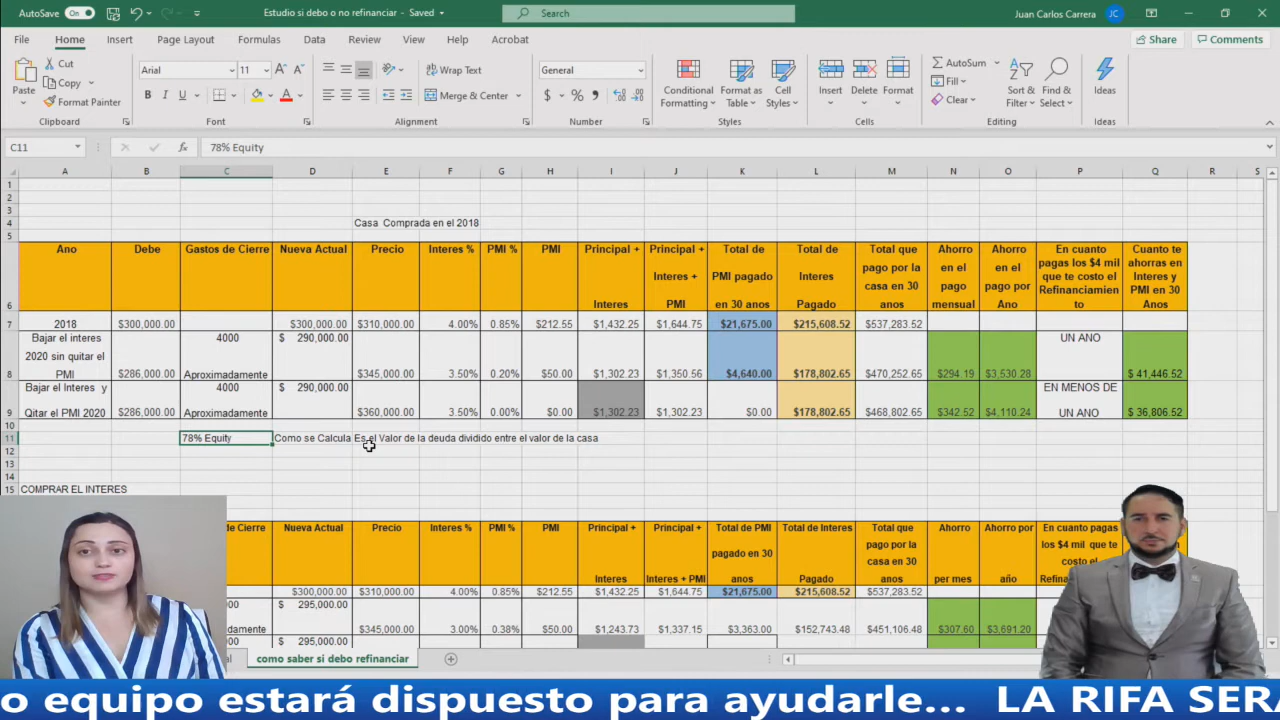 AutoSave On Estudio si debo o no refinanciar - Saved Search Juan Carlos Carrera JC
File Home Insert Page Layout Formulas Data Review View Help Acrobat Share Comments
Paste Cut Copy Format Painter Clipboard
Arial 11 B I U A Font
Wrap Text Merge & Center Alignment
General $ % , Number
Conditional Formatting Format as Table Cell Styles Styles
Insert Delete Format Cells
AutoSum Fill Clear Sort & Filter Find & Select Editing
Ideas Ideas
C11 fx 78% Equity
A B C D E F G H I J K L M N O P Q R S
1
2
3
4 Casa Comprada en el 2018
5
6 Ano Debe Gastos de Cierre Nueva Actual Precio Interes % PMI % PMI Principal + Interes Principal + Interes + PMI Total de PMI pagado en 30 anos Total de Interes Pagado Total que pago por la casa en 30 anos Ahorro en el pago mensual Ahorro en el pago por Ano En cuanto pagas los $4 mil que te costo el Refinanciamiento Cuanto te ahorras en Interes y PMI en 30 Anos
7 2018 $300,000.00 $300,000.00 $310,000.00 4.00% 0.85% $212.55 $1,432.25 $1,644.75 $21,675.00 $215,608.52 $537,283.52
8 Bajar el interes 2020 sin quitar el PMI $286,000.00 4000 Aproximadamente $ 290,000.00 $345,000.00 3.50% 0.20% $50.00 $1,302.23 $1,350.56 $4,640.00 $178,802.65 $470,252.65 $294.19 $3,530.28 UN ANO $ 41,446.52
9 Bajar el Interes y Qitar el PMI 2020 $286,000.00 4000 Aproximadamente $ 290,000.00 $360,000.00 3.50% 0.00% $0.00 $1,302.23 $1,302.23 $0.00 $178,802.65 $468,802.65 $342.52 $4,110.24 EN MENOS DE UN ANO $ 36,806.52
10
11 78% Equity Como se Calcula Es el Valor de la deuda dividido entre el valor de la casa
12
13
14
15 COMPRAR EL INTERES
de Cierre Nueva Actual Precio Interes % PMI % PMI Principal + Interes Principal + Interes + PMI Total de PMI pagado en 30 anos Total de Interes Pagado Total que pago por la casa en 30 anos Ahorro per mes Ahorro por año En cuanto pagas los $4 mil que te costo el
$300,000.00 $310,000.00 4.00% 0.85% $212.55 $1,432.25 $1,644.75 $21,675.00 $215,608.52 $537,283.52
$ 295,000.00 $345,000.00 3.00% 0.38% $50.00 $1,243.73 $1,337.15 $3,363.00 $152,743.48 $451,106.48 $307.60 $3,691.20
$ 295,000.00
como saber si debo refinanciar
o equipo estará dispuesto para ayudarle... LA RIFA SERA